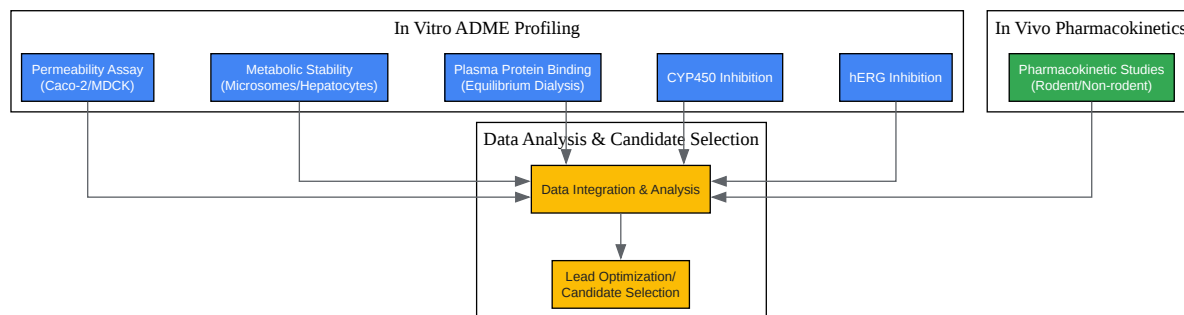 In Vitro ADME Profiling
In Vivo Pharmacokinetics
Permeability Assay
(Caco-2/MDCK)
Metabolic Stability
(Microsomes/Hepatocytes)
Plasma Protein Binding
(Equilibrium Dialysis)
CYP450 Inhibition
hERG Inhibition
Pharmacokinetic Studies
(Rodent/Non-rodent)
Data Analysis & Candidate Selection
Data Integration & Analysis
Lead Optimization/
Candidate Selection